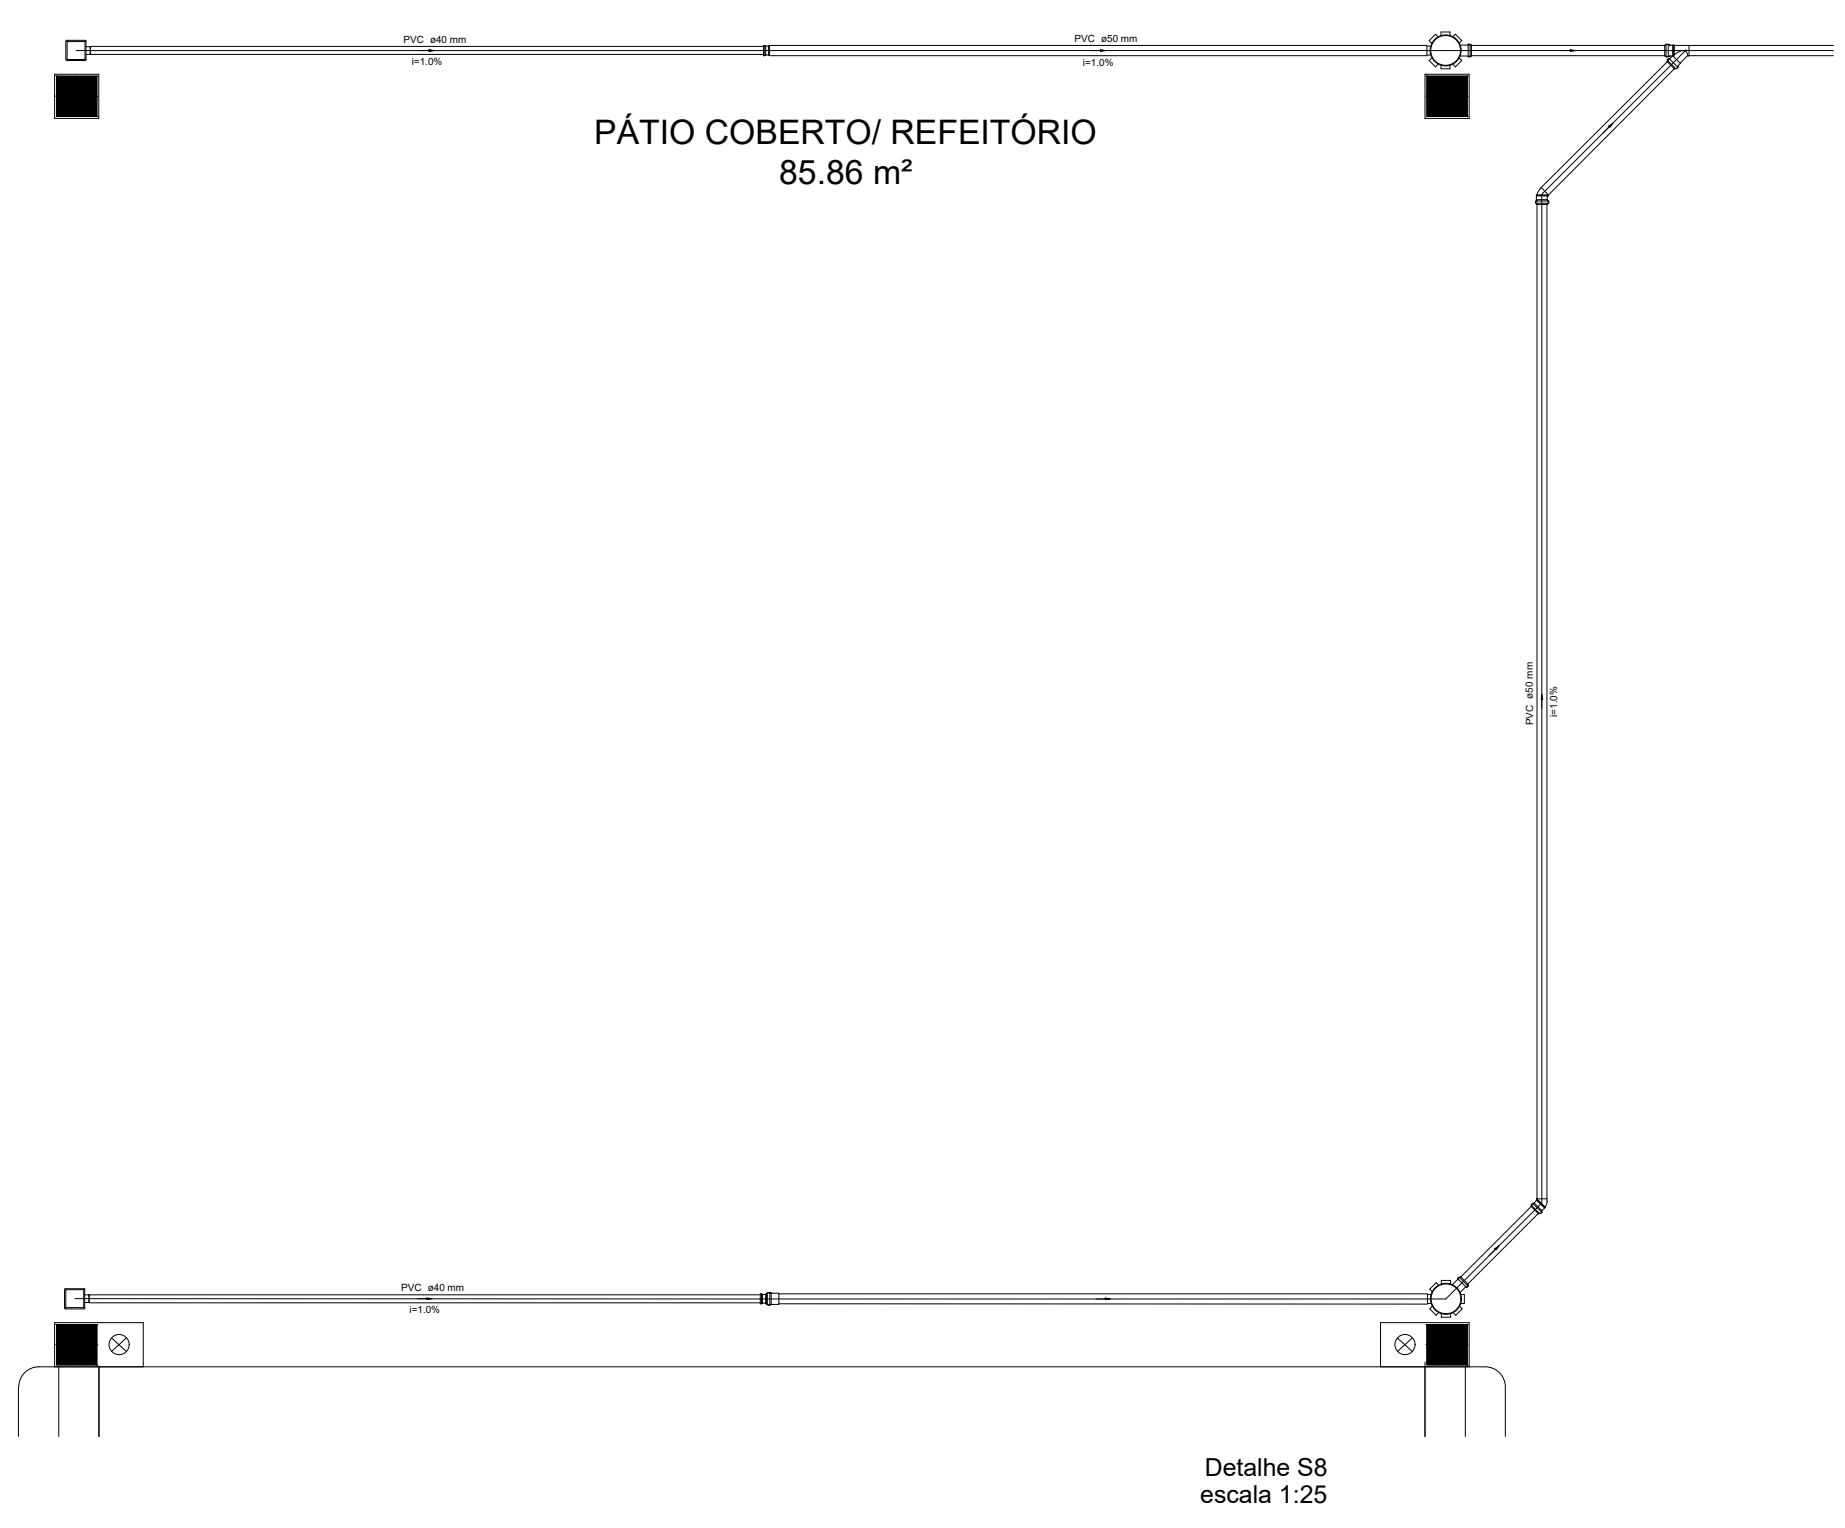 PVC ø40 mm
i=1.0%
PVC ø50 mm
i=1.0%
PÁTIO COBERTO/ REFEITÓRIO
85.86 m²
PVC ø50 mm
i=1.0%
PVC ø40 mm
i=1.0%
Detalhe S8
escala 1:25